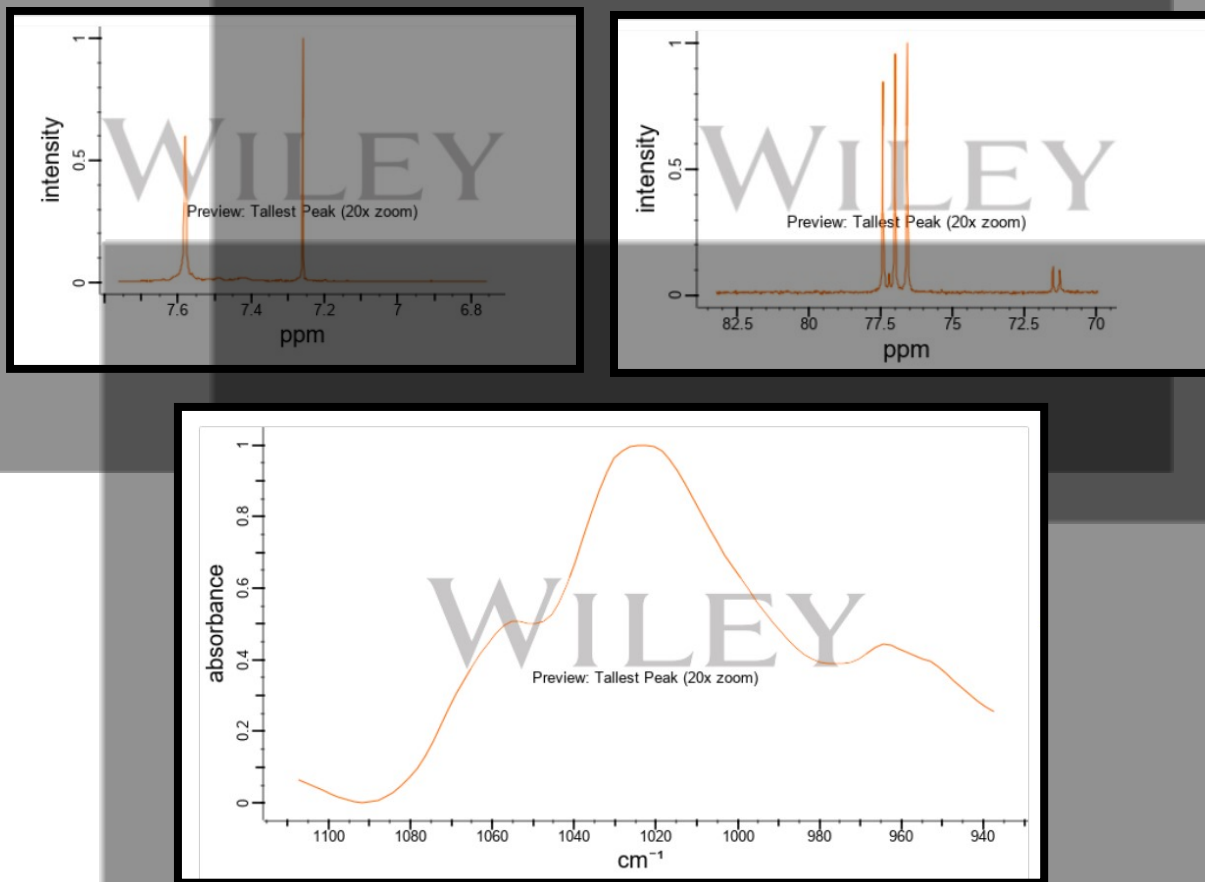 1
0.5
0
intensity
WILEY
Preview: Tallest Peak (20x zoom)
7.6 7.4 7.2 7 6.8
ppm
1
0.5
0
intensity
WILEY
Preview: Tallest Peak (20x zoom)
82.5 80 77.5 75 72.5 70
ppm
1
0.8
0.6
0.4
0.2
0
absorbance
WILEY
Preview: Tallest Peak (20x zoom)
1100 1080 1060 1040 1020 1000 980 960 940
cm⁻¹